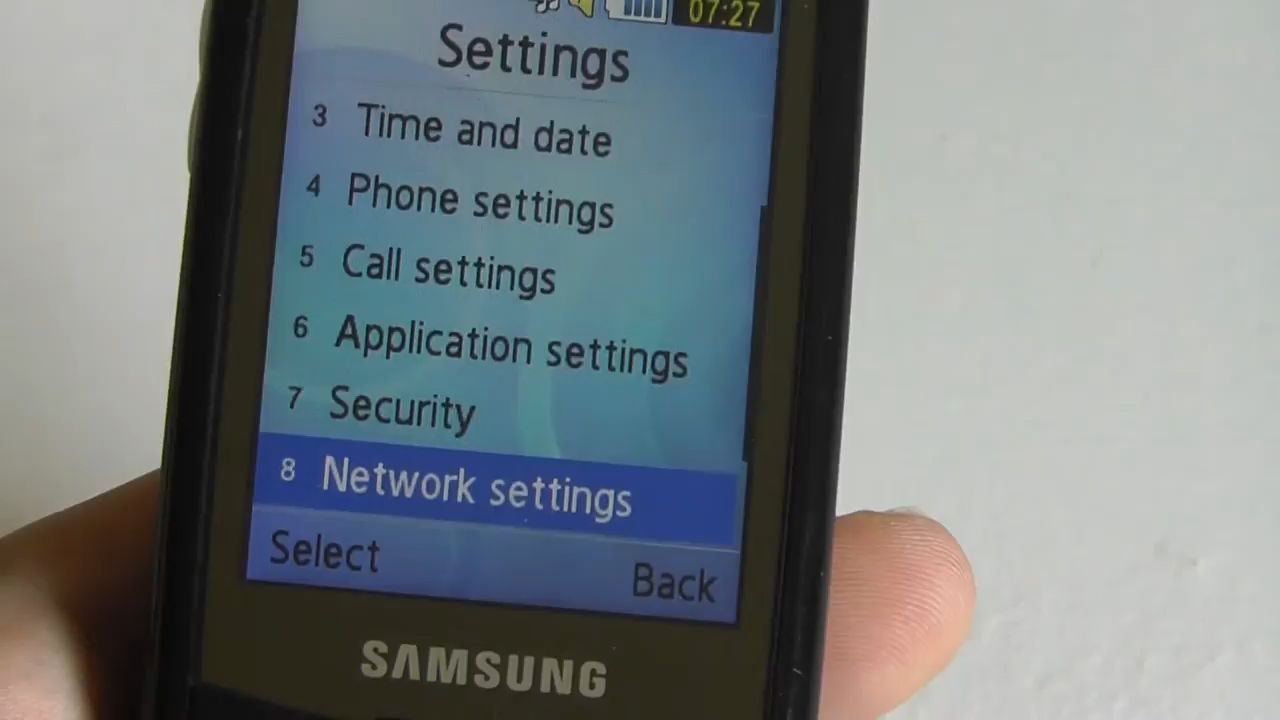 07:27
Settings
3 Time and date
4 Phone settings
5 Call settings
6 Application settings
7 Security
8 Network settings
Select Back
SAMSUNG